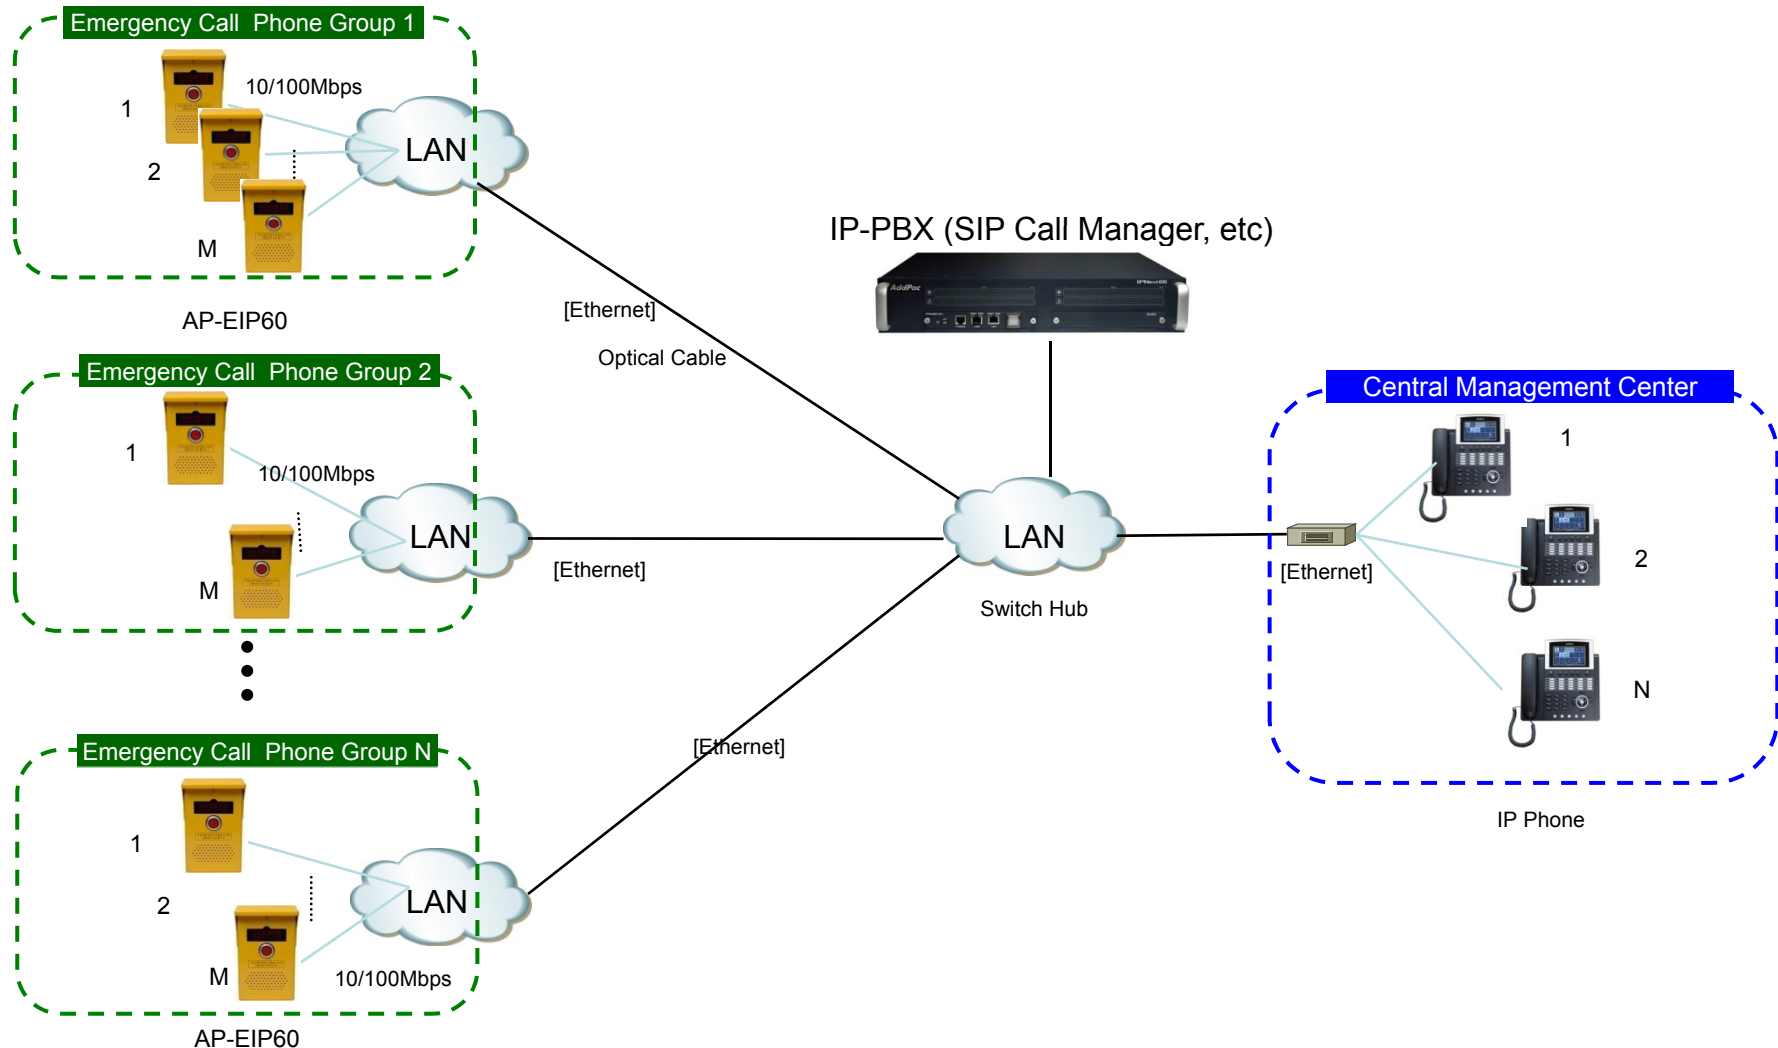 Emergency Call  Phone Group 1
10/100Mbps
1
LAN
2
M
AP-EIP60
IP-PBX (SIP Call Manager, etc)
AddPac
[Ethernet]
Optical Cable
Emergency Call  Phone Group 2
1
10/100Mbps
LAN
M
[Ethernet]
LAN
Switch Hub
Central Management Center
1
2
[Ethernet]
N
IP Phone
Emergency Call  Phone Group N
[Ethernet]
1
LAN
2
M
10/100Mbps
AP-EIP60